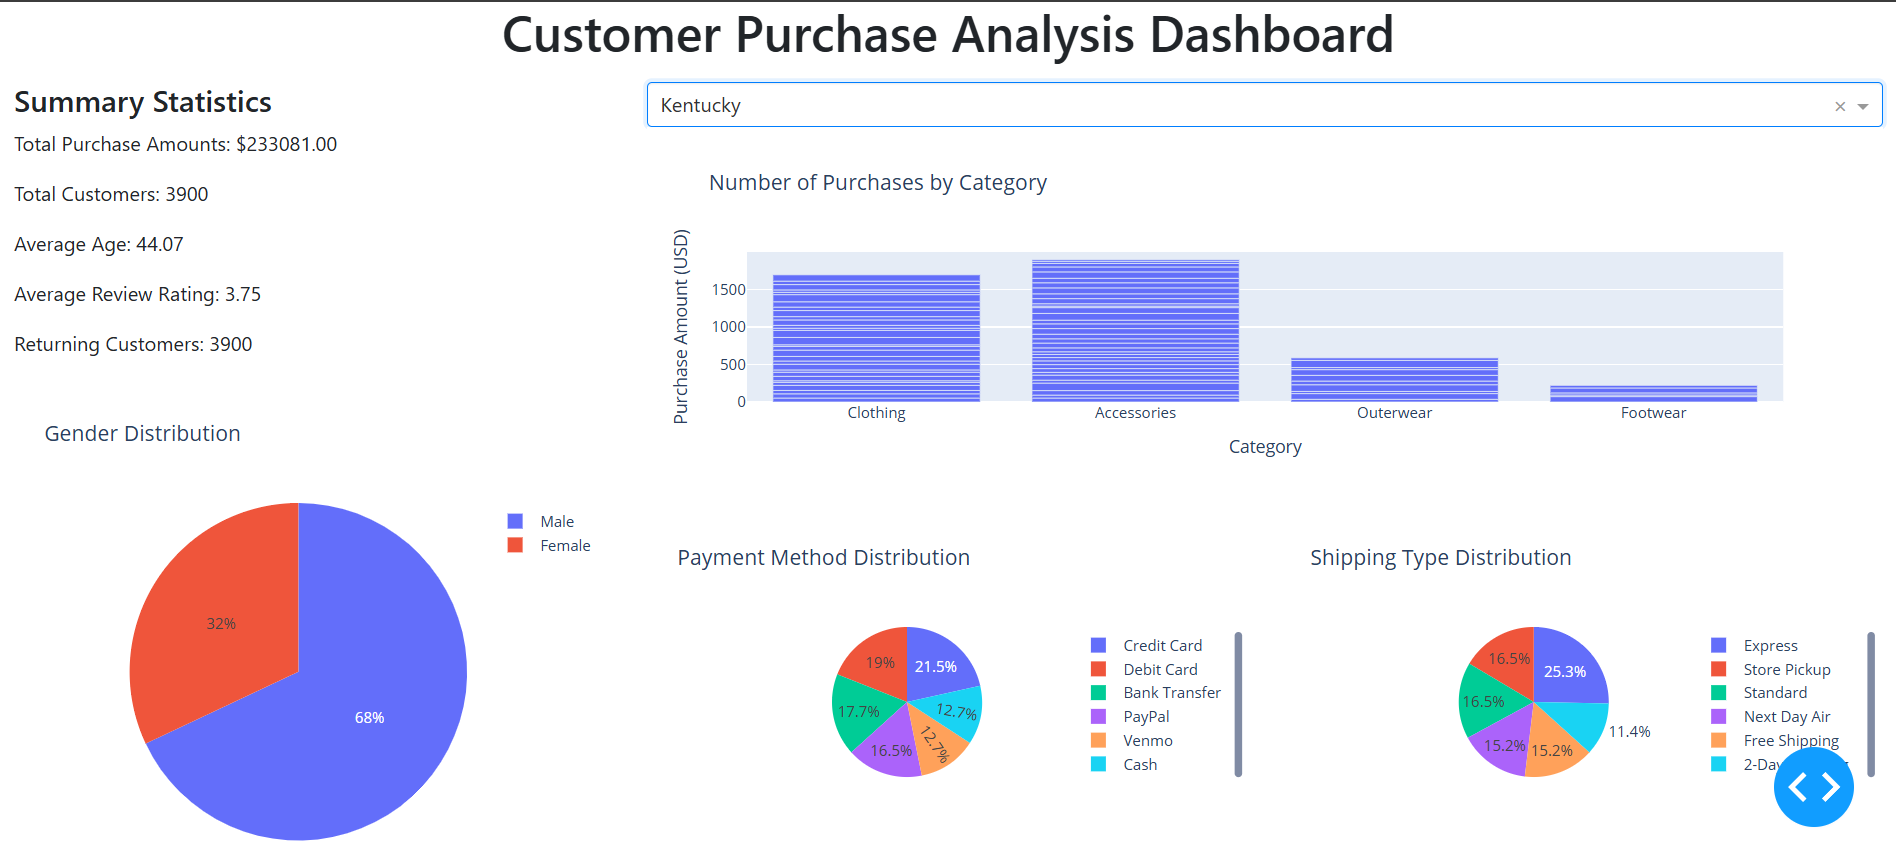 Customer Purchase Analysis Dashboard
Summary Statistics
Total Purchase Amounts: $233081.00
Total Customers: 3900
Average Age: 44.07
Average Review Rating: 3.75
Returning Customers: 3900
Gender Distribution
Male
Female
32%
68%
Kentucky
Number of Purchases by Category
Purchase Amount (USD)
1500
1000
500
0
Clothing
Accessories
Outerwear
Footwear
Category
Payment Method Distribution
21.5%
19%
17.7%
16.5%
12.7%
12.7%
Credit Card
Debit Card
Bank Transfer
PayPal
Venmo
Cash
Shipping Type Distribution
25.3%
16.5%
16.5%
15.2%
15.2%
11.4%
Express
Store Pickup
Standard
Next Day Air
Free Shipping